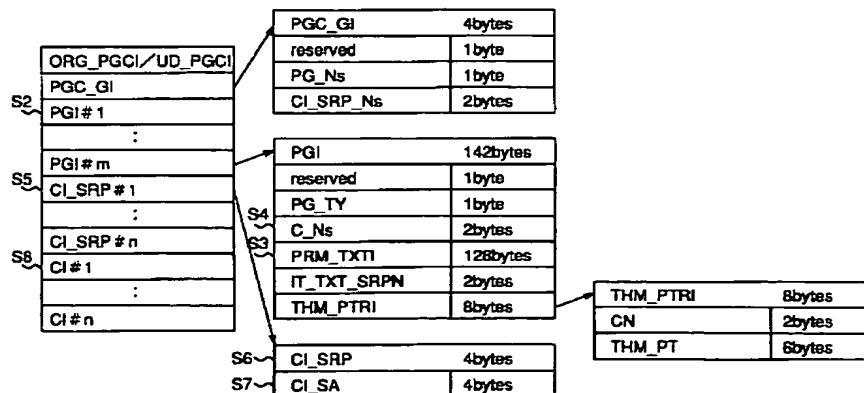 ORG_PGCI/UD_PGCI
PGC_GI
S2 PGI#1
:
PGI#m
S5 CI_SRP#1
:
CI_SRP#n
S8 CI#1
:
CI#n
PGC_GI 4bytes
reserved 1byte
PG_Ns 1byte
CI_SRP_Ns 2bytes
PGI 142bytes
reserved 1byte
PG_TY 1byte
S4 C_Ns 2bytes
S3 PRM_TXTI 128bytes
IT_TXT_SRPN 2bytes
THM_PTRI 8bytes
S6 CI_SRP 4bytes
S7 CI_SA 4bytes
THM_PTRI 8bytes
CN 2bytes
THM_PT 6bytes